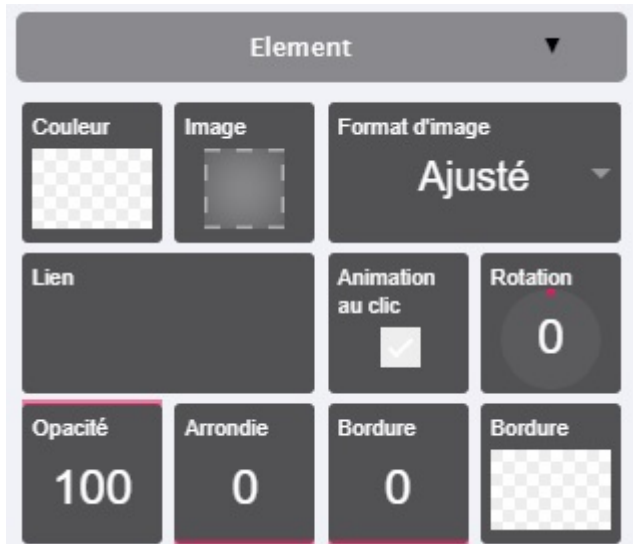 Element ▼
Couleur
Image
Format d'image
Ajusté
Lien
Animation
au clic
Rotation
0
Opacité
100
Arrondie
0
Bordure
0
Bordure